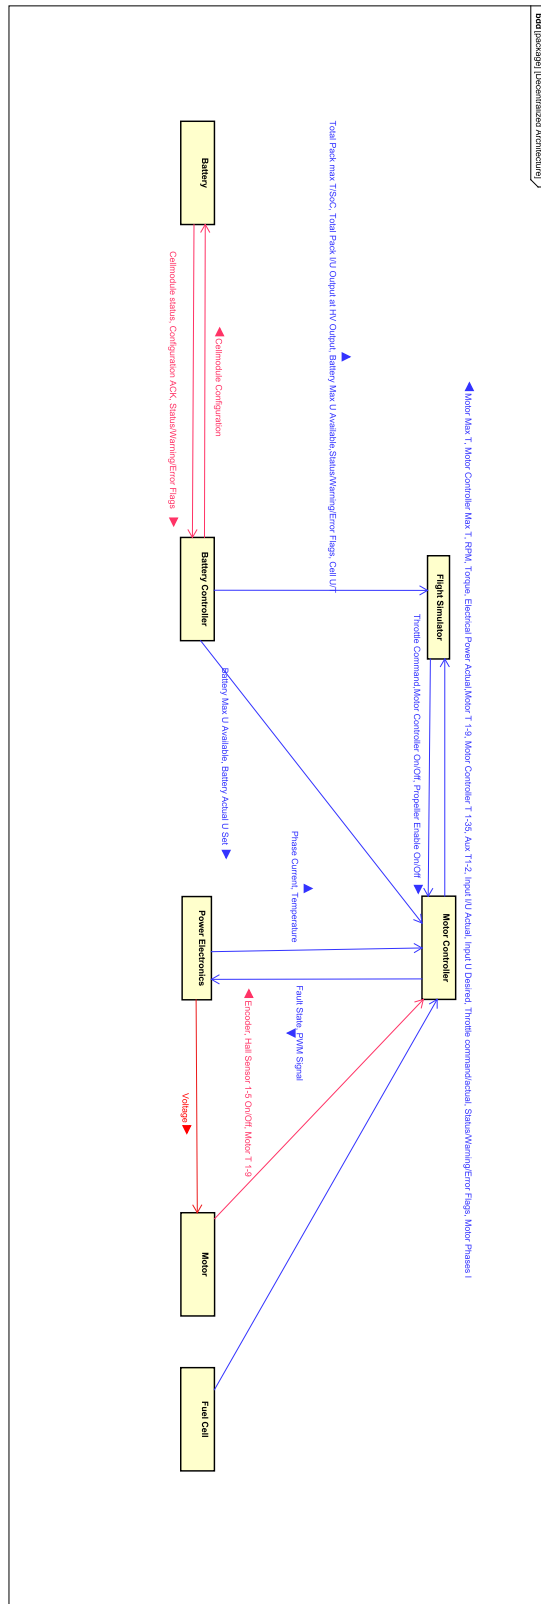 bdd [package] [Decentralized Architecture]
Motor Max T, Motor Controller Max T, RPM, Torque, Electrical Power Actual,Motor T 1-9, Motor Controller T 1-35, Aux T1-2, Input I/U Actual, Input U Desired, Throttle command/actual, Status/Warning/Error Flags, Motor Phases I
Flight Simulator
Motor Controller
Throttle Command,Motor Controller On/Off, Propeller Enable On/Off
Total Pack max T/SoC, Total Pack I/U Output at HV Output, Battery Max U Available,Status/Warning/Error Flags, Cell U/T
Phase Current, Temperature
Fault State, PWM Signal
Encoder, Hall Sensor 1-5 On/Off, Motor T 1-9
Battery Max U Available, Battery Actual U Set
Cellmodule Configuration
Battery
Battery Controller
Power Electronics
Motor
Fuel Cell
Voltage
Cellmodule status, Configuration ACK, Status/Warning/Error Flags